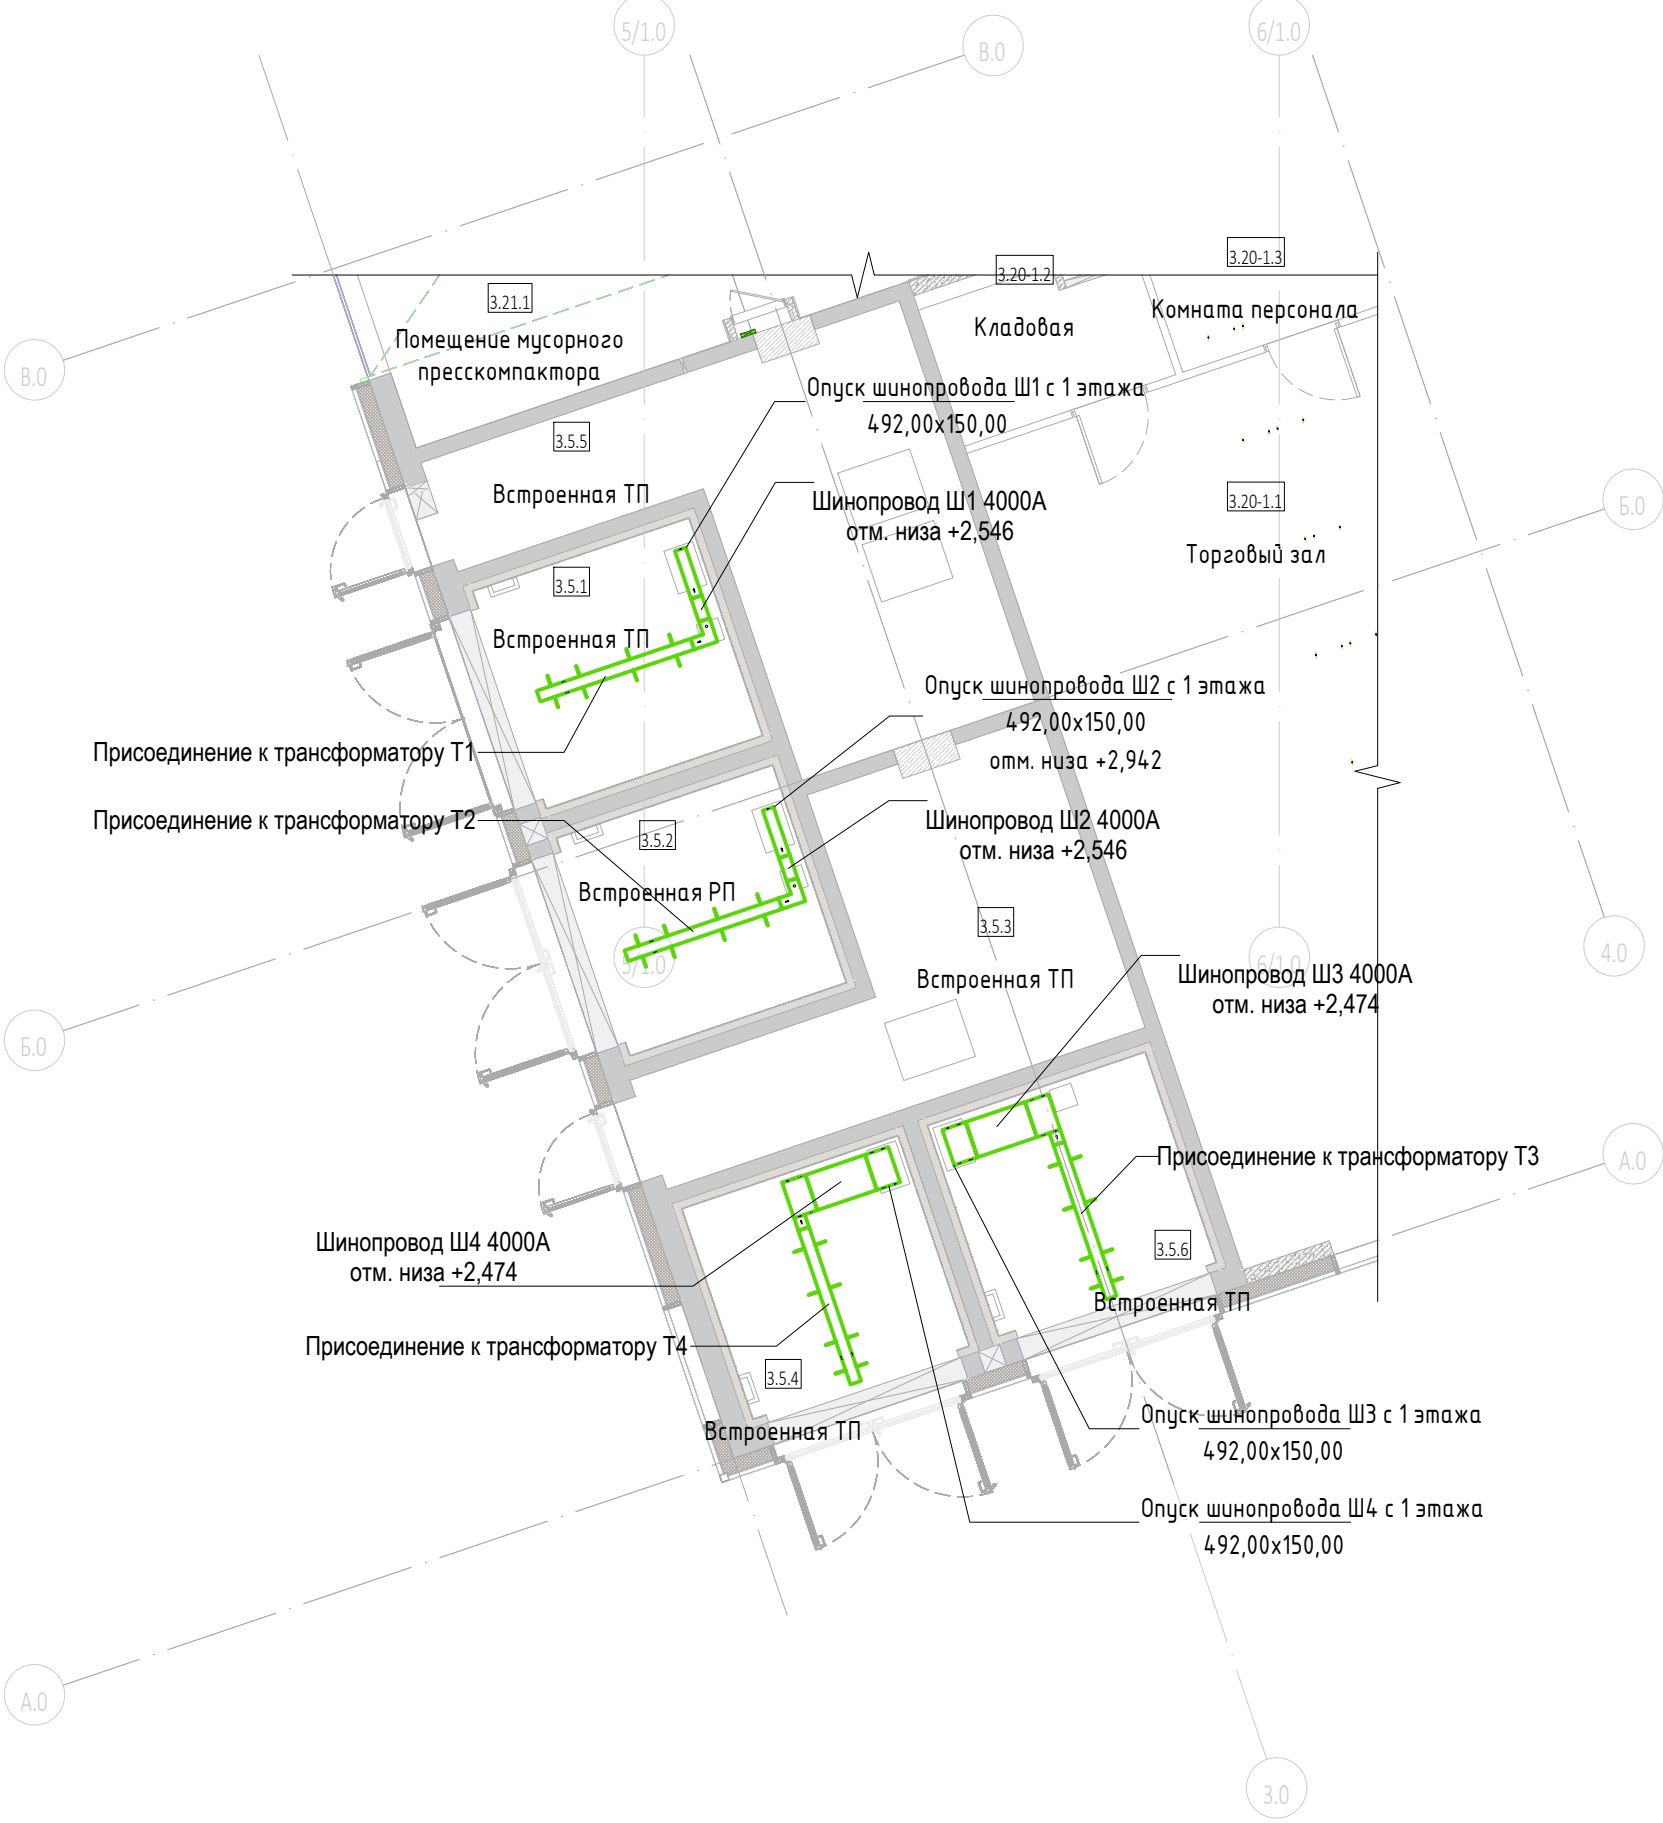 5/1.0
В.0
6/1.0
3.20-1.3
3.20-1.2
3.21.1
Комната персонала
Кладовая
Помещение мусорного
пресскомпактора
В.0
Опуск шинопровода Ш1 с 1 этажа
492,00х150,00
3.5.5
Встроенная ТП
Шинопровод Ш1 4000А
отм. низа +2,546
3.20-1.1
Б.0
Торговый зал
3.5.1
Встроенная ТП
Опуск шинопровода Ш2 с 1 этажа
492,00х150,00
отм. низа +2,942
Присоединение к трансформатору Т1
Присоединение к трансформатору Т2
Шинопровод Ш2 4000А
отм. низа +2,546
3.5.2
Встроенная РП
3.5.3
4.0
5/1.0
6/1.0
Встроенная ТП
Шинопровод Ш3 4000А
отм. низа +2,474
Б.0
Присоединение к трансформатору Т3
А.0
Шинопровод Ш4 4000А
отм. низа +2,474
3.5.6
Встроенная ТП
Присоединение к трансформатору Т4
3.5.4
Встроенная ТП
Опуск шинопровода Ш3 с 1 этажа
492,00х150,00
Опуск шинопровода Ш4 с 1 этажа
492,00х150,00
А.0
3.0